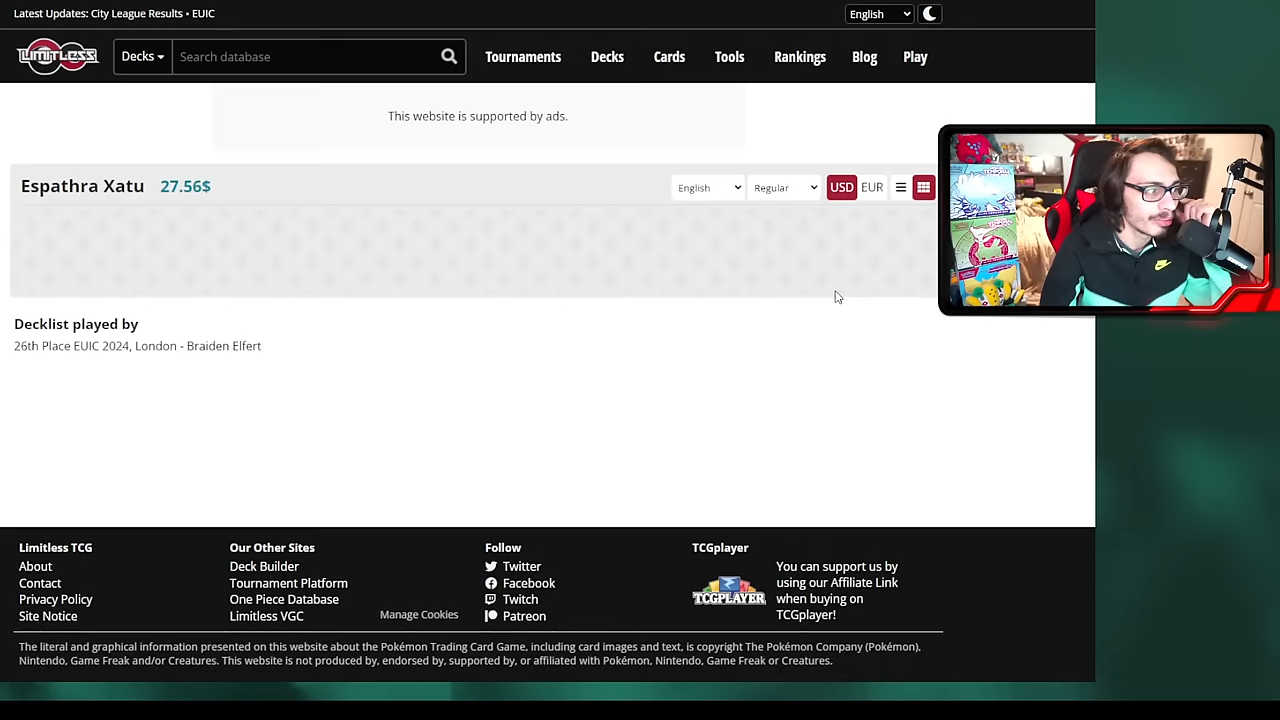 Latest Updates: City League Results • EUIC
English
LIMITLESS
Decks
Search database
Tournaments
Decks
Cards
Tools
Rankings
Blog
Play
This website is supported by ads.
Espathra Xatu 27.56$
English
Regular
USD
EUR
Decklist played by
26th Place EUIC 2024, London - Braiden Elfert
Limitless TCG
About
Contact
Privacy Policy
Site Notice
Our Other Sites
Deck Builder
Tournament Platform
One Piece Database
Limitless VGC
Manage Cookies
Follow
Twitter
Facebook
Twitch
Patreon
TCGplayer
TCGPLAYER
You can support us by
using our Affiliate Link
when buying on
TCGplayer!
The literal and graphical information presented on this website about the Pokémon Trading Card Game, including card images and text, is copyright The Pokémon Company (Pokémon),
Nintendo, Game Freak and/or Creatures. This website is not produced by, endorsed by, supported by, or affiliated with Pokémon, Nintendo, Game Freak or Creatures.